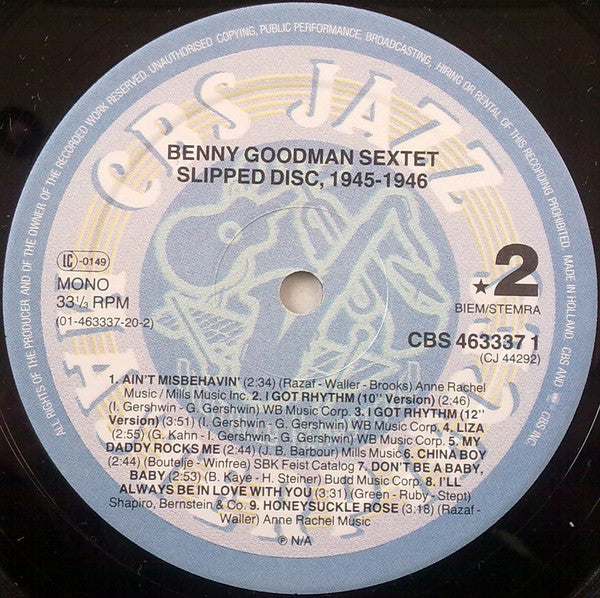 ALL RIGHTS OF THE PRODUCER AND OF THE OWNER OF THE RECORDED WORK RESERVED. UNAUTHORISED COPYING, PUBLIC PERFORMANCE, BROADCASTING, HIRING OR RENTAL OF THIS RECORDING PROHIBITED. MADE IN HOLLAND. CBS AND CBS INC
CBS JAZZ
BENNY GOODMAN SEXTET
SLIPPED DISC, 1945-1946
LC-0149
MONO
33 1/3 RPM
(01-463337-20-2)
★2
BIEM/STEMRA
CBS 463337 1
(CJ 44292)
1. AIN'T MISBEHAVIN' (2:34) (Razaf - Waller - Brooks) Anne Rachel
Music / Mills Music Inc. 2. I GOT RHYTHM (10'' Version) (2:46)
(I. Gershwin - G. Gershwin) WB Music Corp. 3. I GOT RHYTHM (12''
Version) (3:51) (I. Gershwin - G. Gershwin) WB Music Corp. 4. LIZA
(2:55) (G. Kahn - I. Gershwin - G. Gershwin) WB Music Corp. 5. MY
DADDY ROCKS ME (2:44) (J. B. Barbour) Mills Music 6. CHINA BOY
(2:44) (Boutelje - Winfree) SBK Feist Catalog 7. DON'T BE A BABY,
BABY (2:53) (B. Kaye - H. Steiner) Budd Music Corp. 8. I'LL
ALWAYS BE IN LOVE WITH YOU (3:31) (Green - Ruby - Stept)
Shapiro, Bernstein & Co. 9. HONEYSUCKLE ROSE (3:18) (Razaf -
Waller) Anne Rachel Music
℗ N/A